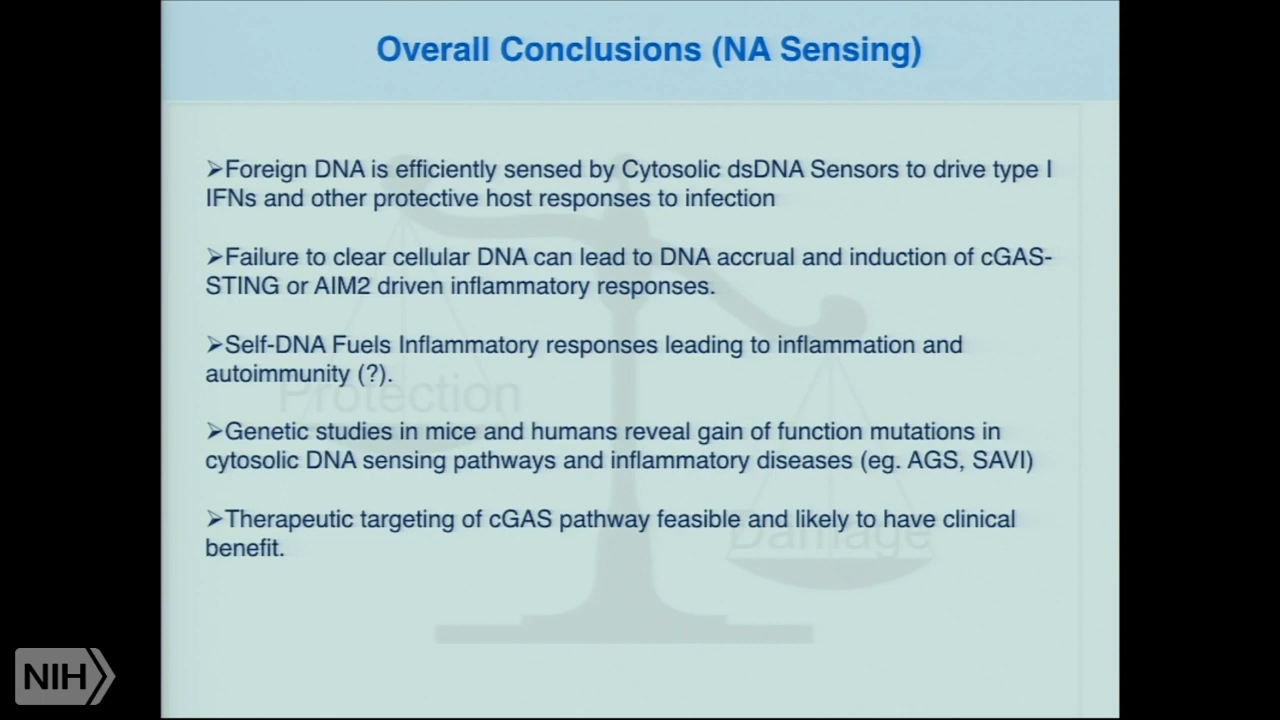 Overall Conclusions (NA Sensing)
➢Foreign DNA is efficiently sensed by Cytosolic dsDNA Sensors to drive type I
IFNs and other protective host responses to infection
➢Failure to clear cellular DNA can lead to DNA accrual and induction of cGAS-
STING or AIM2 driven inflammatory responses.
➢Self-DNA Fuels Inflammatory responses leading to inflammation and
autoimmunity (?).
Protection
➢Genetic studies in mice and humans reveal gain of function mutations in
cytosolic DNA sensing pathways and inflammatory diseases (eg. AGS, SAVI)
➢Therapeutic targeting of cGAS pathway feasible and likely to have clinical
benefit.
Damage
NIH